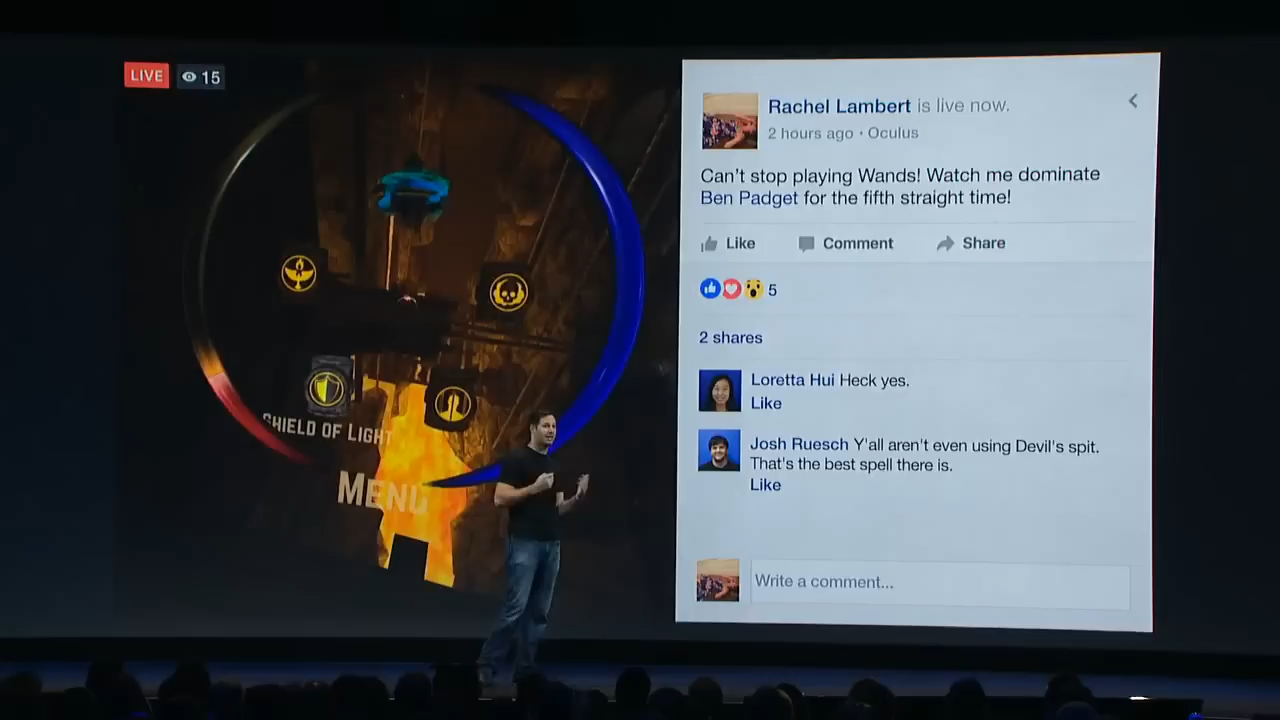 LIVE 15
SHIELD OF LIGHT
MENU
Rachel Lambert is live now.
2 hours ago · Oculus
Can't stop playing Wands! Watch me dominate
Ben Padget for the fifth straight time!
Like Comment Share
5
2 shares
Loretta Hui Heck yes.
Like
Josh Ruesch Y'all aren't even using Devil's spit.
That's the best spell there is.
Like
Write a comment...